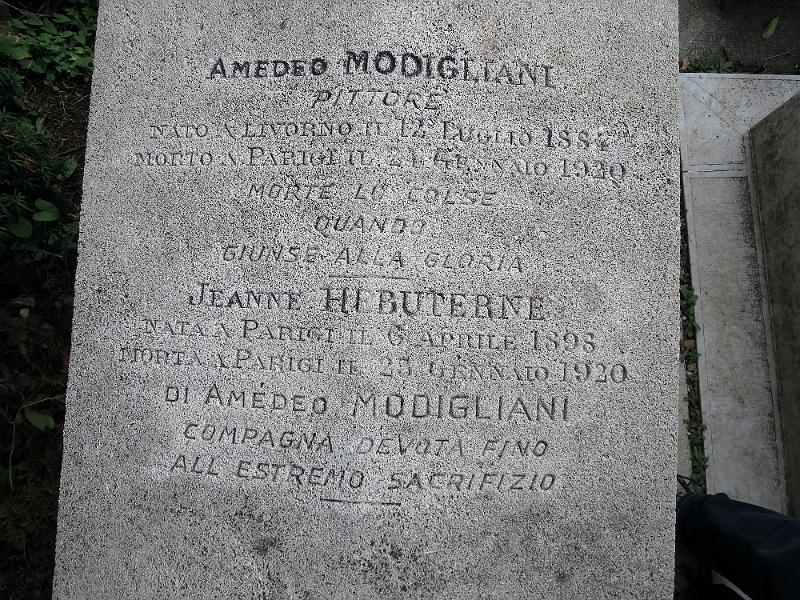 AMEDEO MODIGLIANI
PITTORE
NATO A LIVORNO IL 12 LUGLIO 1884
MORTO A PARIGI IL 24 GENNAIO 1920
MORTE LO COLSE
QUANDO
GIUNSE ALLA GLORIA
JEANNE HEBUTERNE
NATA A PARIGI IL 6 APRILE 1898
MORTA A PARIGI IL 25 GENNAIO 1920
DI AMEDEO MODIGLIANI
COMPAGNA DEVOTA FINO
ALL ESTREMO SACRIFIZIO